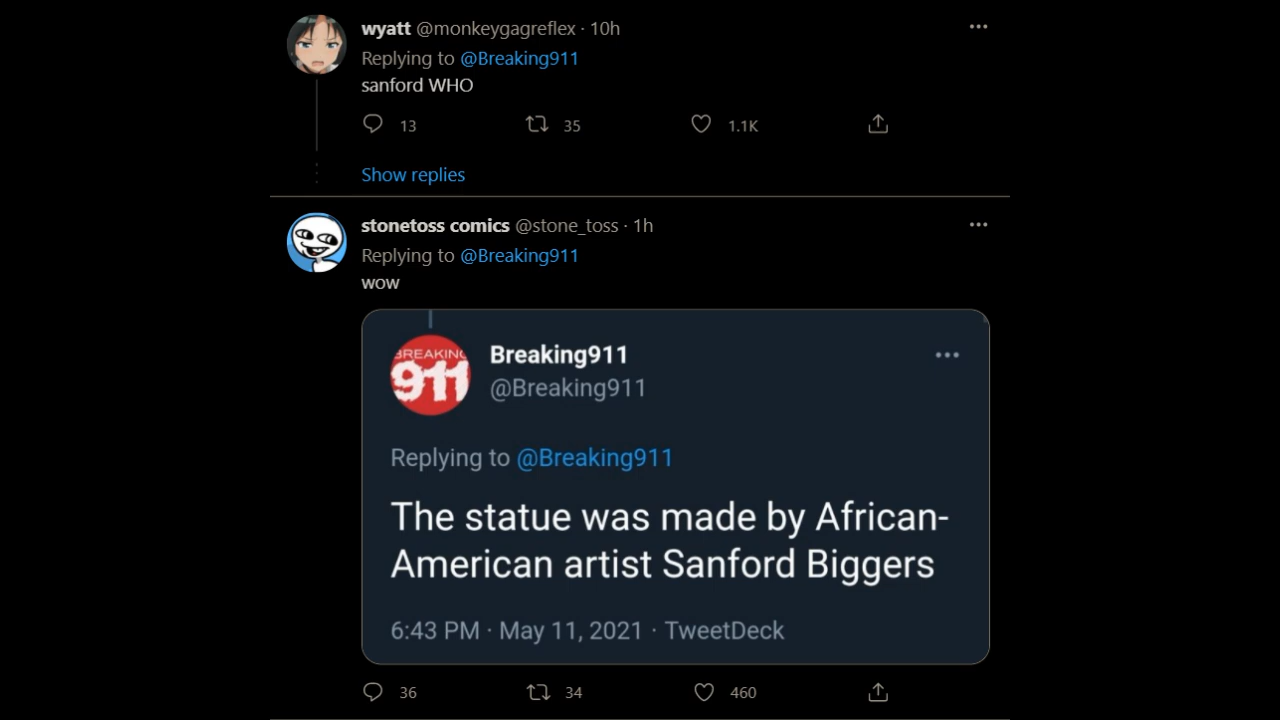 wyatt @monkeygagreflex · 10h
Replying to @Breaking911
sanford WHO
13 35 1.1K
Show replies
stonetoss comics @stone_toss · 1h
Replying to @Breaking911
wow
BREAKING
911
Breaking911
@Breaking911
Replying to @Breaking911
The statue was made by African-
American artist Sanford Biggers
6:43 PM · May 11, 2021 · TweetDeck
36 34 460